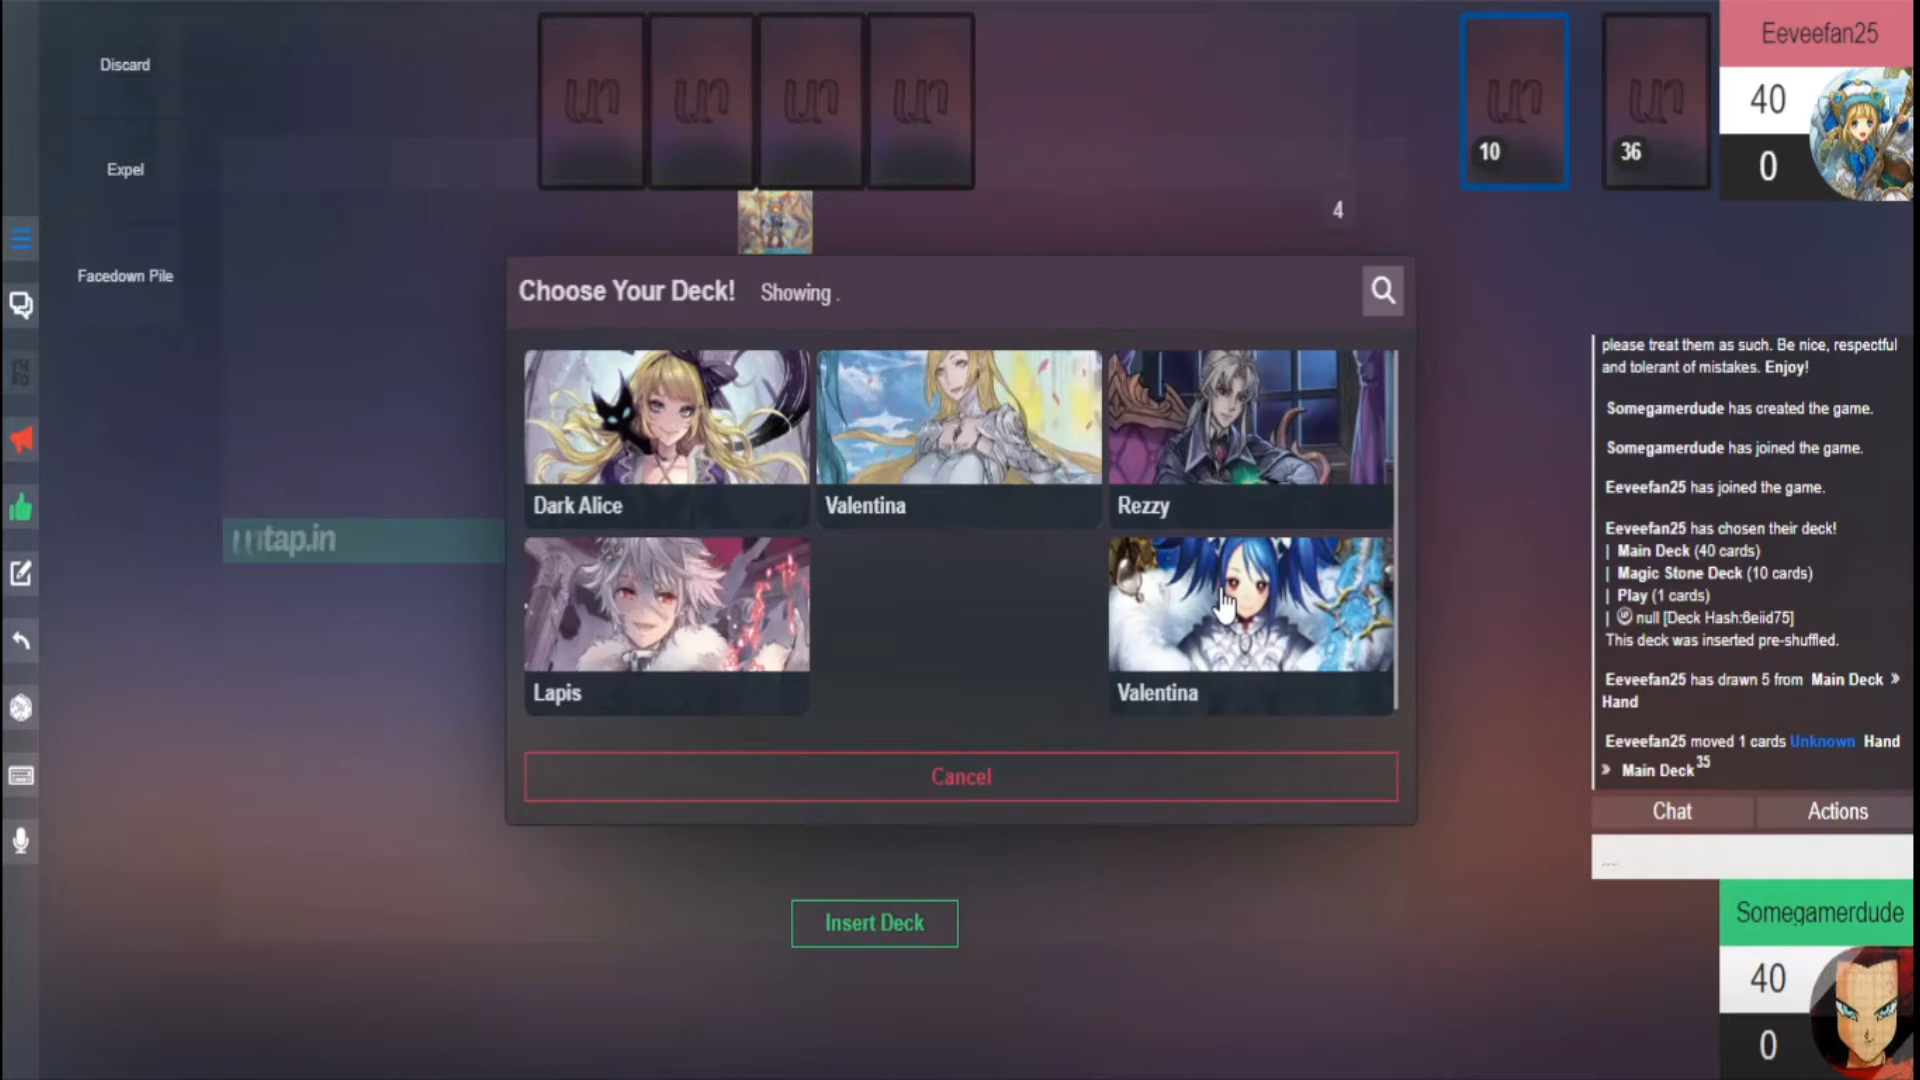 Discard
Expel
Facedown Pile
10
36
Eeveefan25
40
0
4
Choose Your Deck! Showing .
Dark Alice
Valentina
Rezzy
Lapis
Valentina
Cancel
Insert Deck
untap.in
please treat them as such. Be nice, respectful
and tolerant of mistakes. Enjoy!
Somegamerdude has created the game.
Somegamerdude has joined the game.
Eeveefan25 has joined the game.
Eeveefan25 has chosen their deck!
| Main Deck (40 cards)
| Magic Stone Deck (10 cards)
| Play (1 cards)
| null [Deck Hash:6eiid75]
This deck was inserted pre-shuffled.
Eeveefan25 has drawn 5 from Main Deck »
Hand
Eeveefan25 moved 1 cards Unknown Hand
» Main Deck 35
Chat
Actions
...
Somegamerdude
40
0